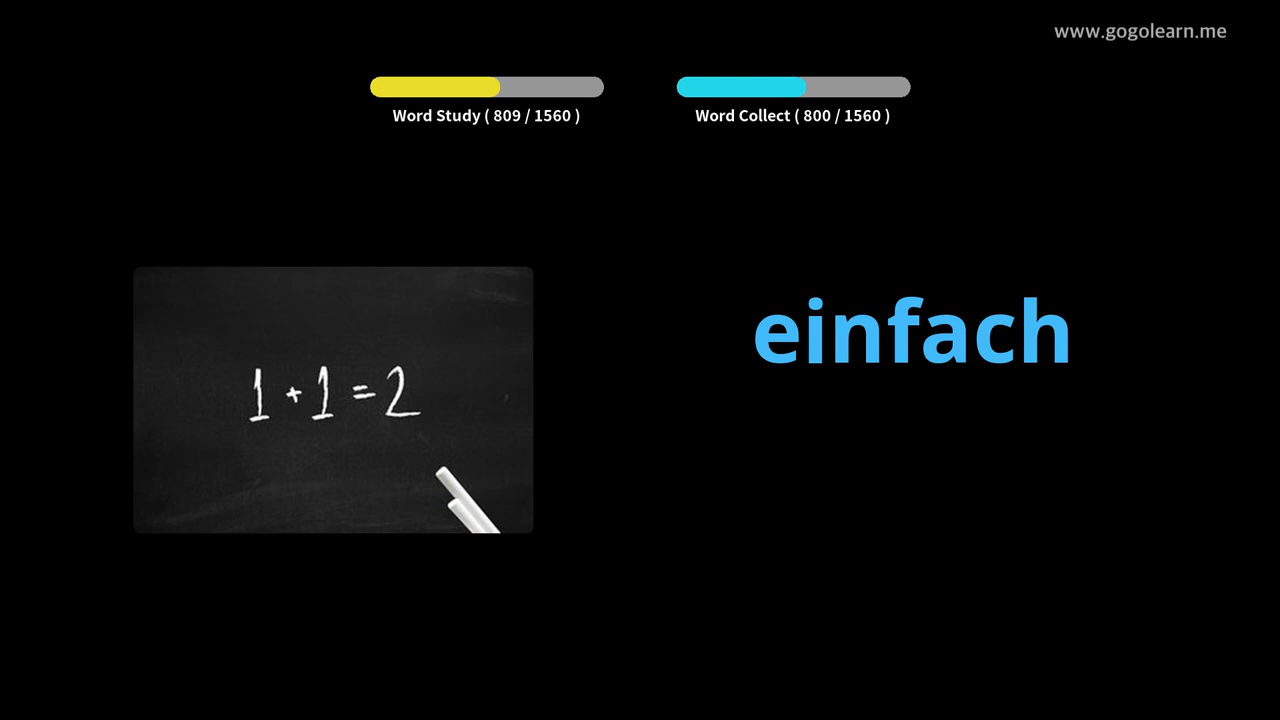 www.gogolearn.me
Word Study ( 809 / 1560 )
Word Collect ( 800 / 1560 )
einfach
1 + 1 = 2